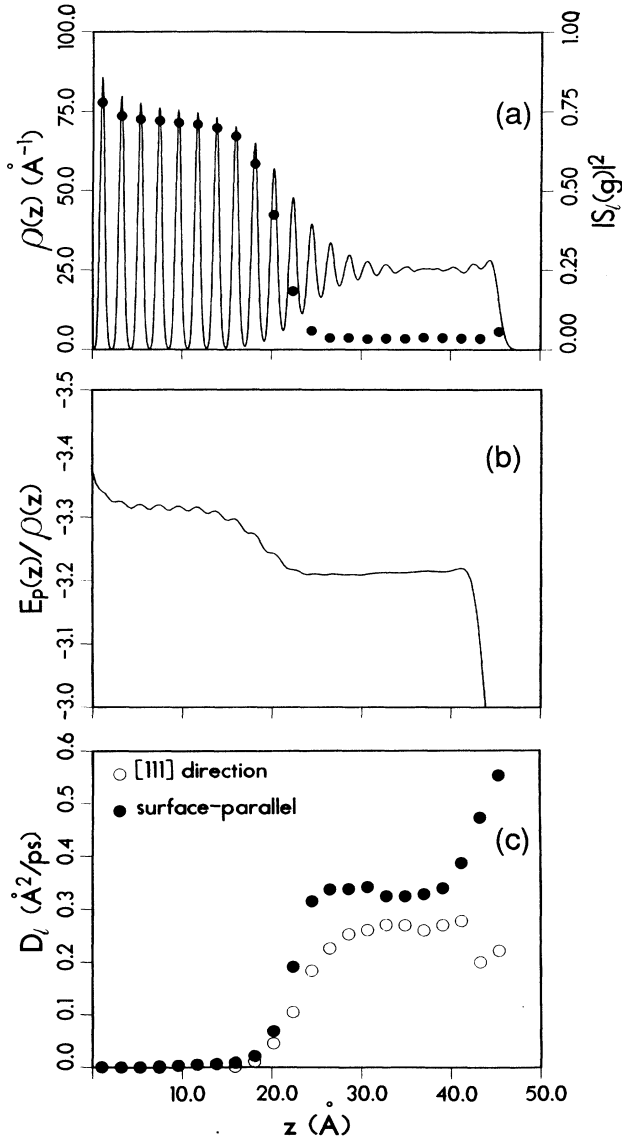 100.0
75.0
50.0
25.0
0.0
ρ(z) (Å⁻¹)
(a)
1.00
0.75
0.50
0.25
0.00
|S_l(g)|²
-3.5
-3.4
-3.3
-3.2
-3.1
-3.0
E_p(z)/ρ(z)
(b)
0.6
0.5
0.4
0.3
0.2
0.1
0.0
D_l (Å²/ps)
○ [111] direction
● surface-parallel
(c)
10.0 20.0 30.0 40.0 50.0
z (Å)